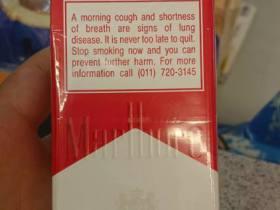 A morning cough and shortness
of breath are signs of lung
disease. It is never too late to quit.
Stop smoking now and you can
prevent further harm. For more
information call (011) 720-3145
Marlboro